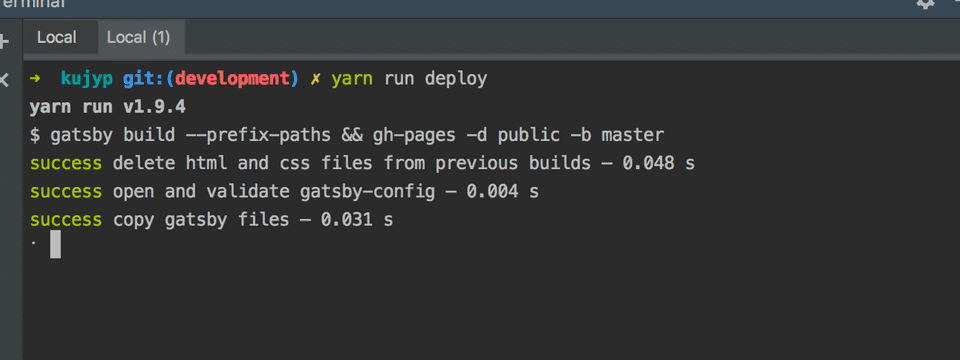 Local Local (1)
➜ kujyp git:(development) ✗ yarn run deploy
yarn run v1.9.4
$ gatsby build --prefix-paths && gh-pages -d public -b master
success delete html and css files from previous builds — 0.048 s
success open and validate gatsby-config — 0.004 s
success copy gatsby files — 0.031 s